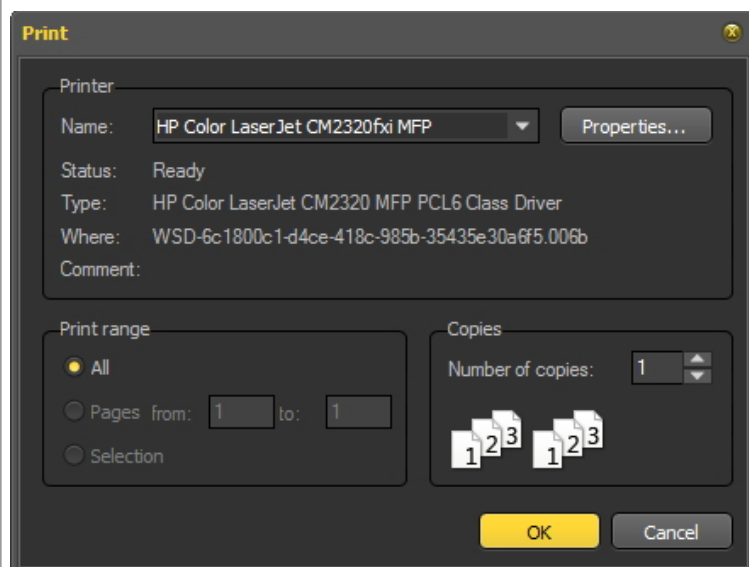 Print
Printer
Name: HP Color LaserJet CM2320fxi MFP Properties...
Status: Ready
Type: HP Color LaserJet CM2320 MFP PCL6 Class Driver
Where: WSD-6c1800c1-d4ce-418c-985b-35435e30a6f5.006b
Comment:
Print range
All
Pages from: 1 to: 1
Selection
Copies
Number of copies: 1
1 2 3 1 2 3
OK Cancel